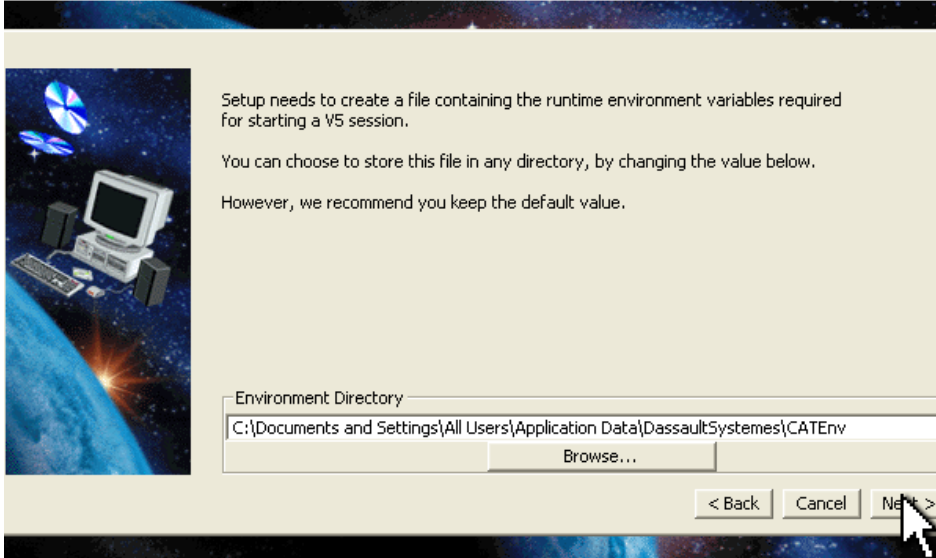 Setup needs to create a file containing the runtime environment variables required
for starting a V5 session.
You can choose to store this file in any directory, by changing the value below.
However, we recommend you keep the default value.
Environment Directory
C:\Documents and Settings\All Users\Application Data\DassaultSystemes\CATEnv
Browse...
< Back
Cancel
Next >